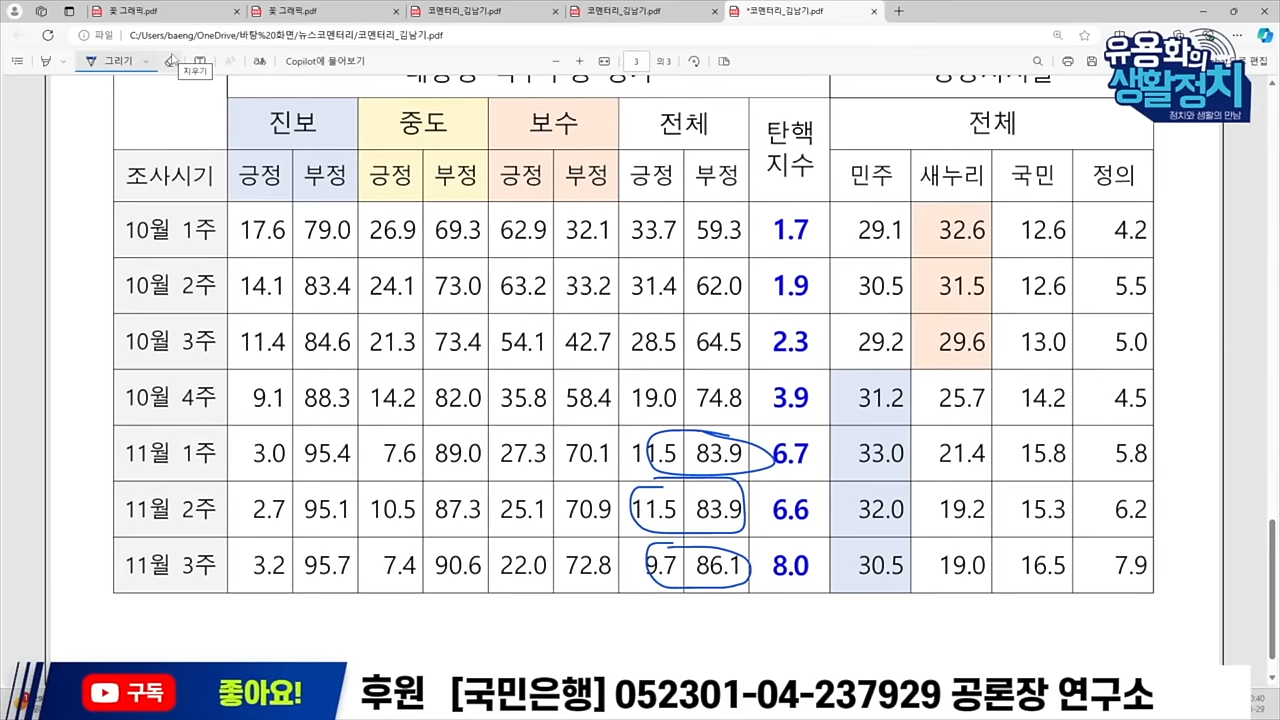 꽃 그래픽.pdf 꽃 그래픽.pdf 코멘터리_김남기.pdf 코멘터리_김남기.pdf *코멘터리_김남기.pdf
파일 C:/Users/baeng/OneDrive/바탕%20화면/뉴스코멘터리/코멘터리_김남기.pdf
그리기 Copilot에 물어보기 3 의 3 편집
지우기
유용화의
생활정치
정치와 생활의 만남
진보 중도 보수 전체 탄핵 지수 전체
조사시기 긍정 부정 긍정 부정 긍정 부정 긍정 부정 민주 새누리 국민 정의
10월 1주 17.6 79.0 26.9 69.3 62.9 32.1 33.7 59.3 1.7 29.1 32.6 12.6 4.2
10월 2주 14.1 83.4 24.1 73.0 63.2 33.2 31.4 62.0 1.9 30.5 31.5 12.6 5.5
10월 3주 11.4 84.6 21.3 73.4 54.1 42.7 28.5 64.5 2.3 29.2 29.6 13.0 5.0
10월 4주 9.1 88.3 14.2 82.0 35.8 58.4 19.0 74.8 3.9 31.2 25.7 14.2 4.5
11월 1주 3.0 95.4 7.6 89.0 27.3 70.1 11.5 83.9 6.7 33.0 21.4 15.8 5.8
11월 2주 2.7 95.1 10.5 87.3 25.1 70.9 11.5 83.9 6.6 32.0 19.2 15.3 6.2
11월 3주 3.2 95.7 7.4 90.6 22.0 72.8 9.7 86.1 8.0 30.5 19.0 16.5 7.9
구독 좋아요! 후원 [국민은행] 052301-04-237929 공론장 연구소